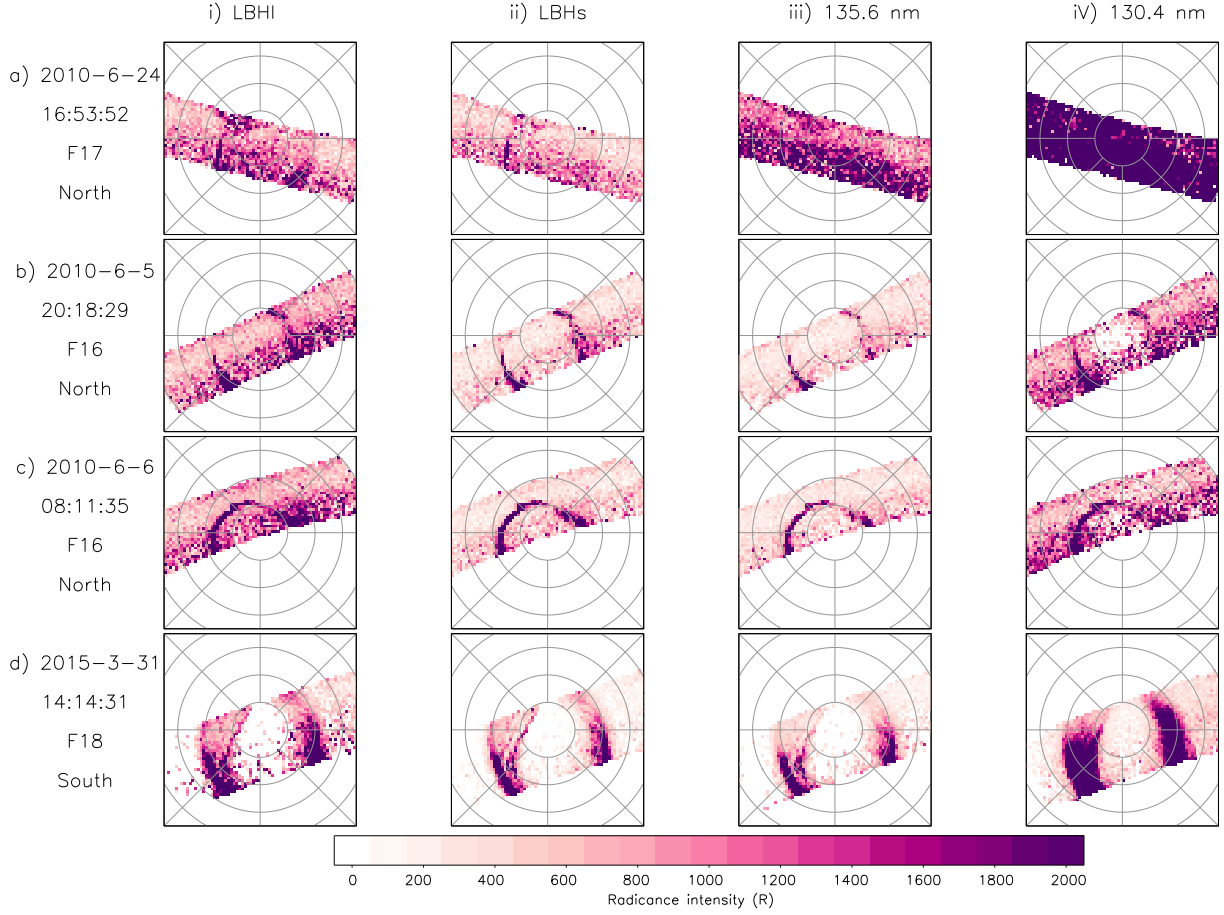 i) LBHl
ii) LBHs
iii) 135.6 nm
iV) 130.4 nm
a) 2010-6-24
16:53:52
F17
North
b) 2010-6-5
20:18:29
F16
North
c) 2010-6-6
08:11:35
F16
North
d) 2015-3-31
14:14:31
F18
South
0 200 400 600 800 1000 1200 1400 1600 1800 2000
Radicance intensity (R)